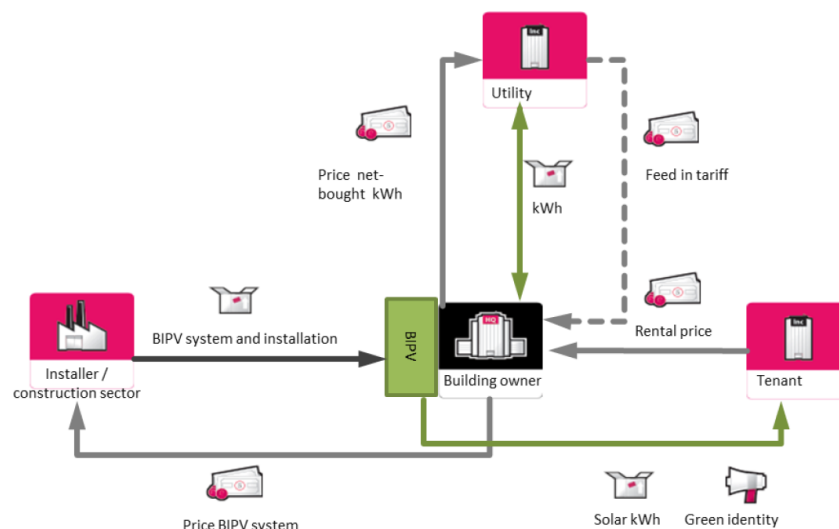 Utility
Price net-
bought kWh
kWh
Feed in tariff
BIPV system and installation
BIPV
HQ
Rental price
Installer /
construction sector
Building owner
Tenant
Price BIPV system
Solar kWh
Green identity